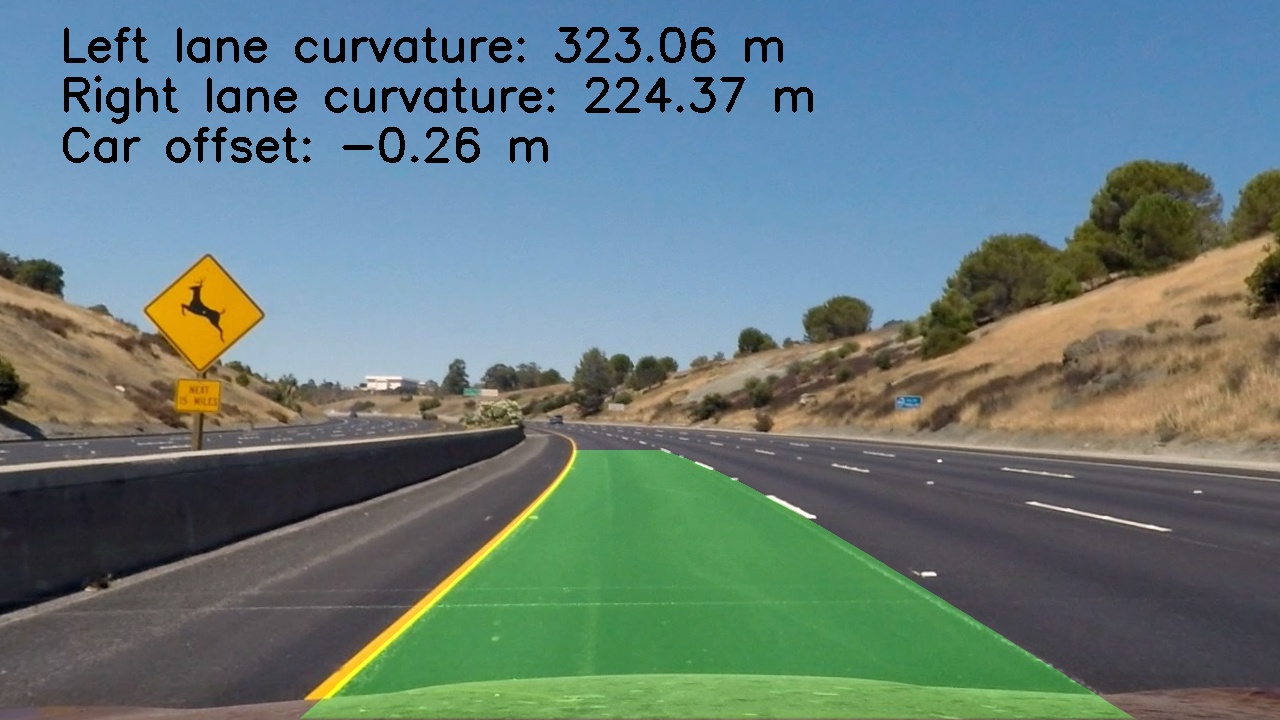 Left lane curvature: 323.06 m
Right lane curvature: 224.37 m
Car offset: -0.26 m
NEXT
15 MILES